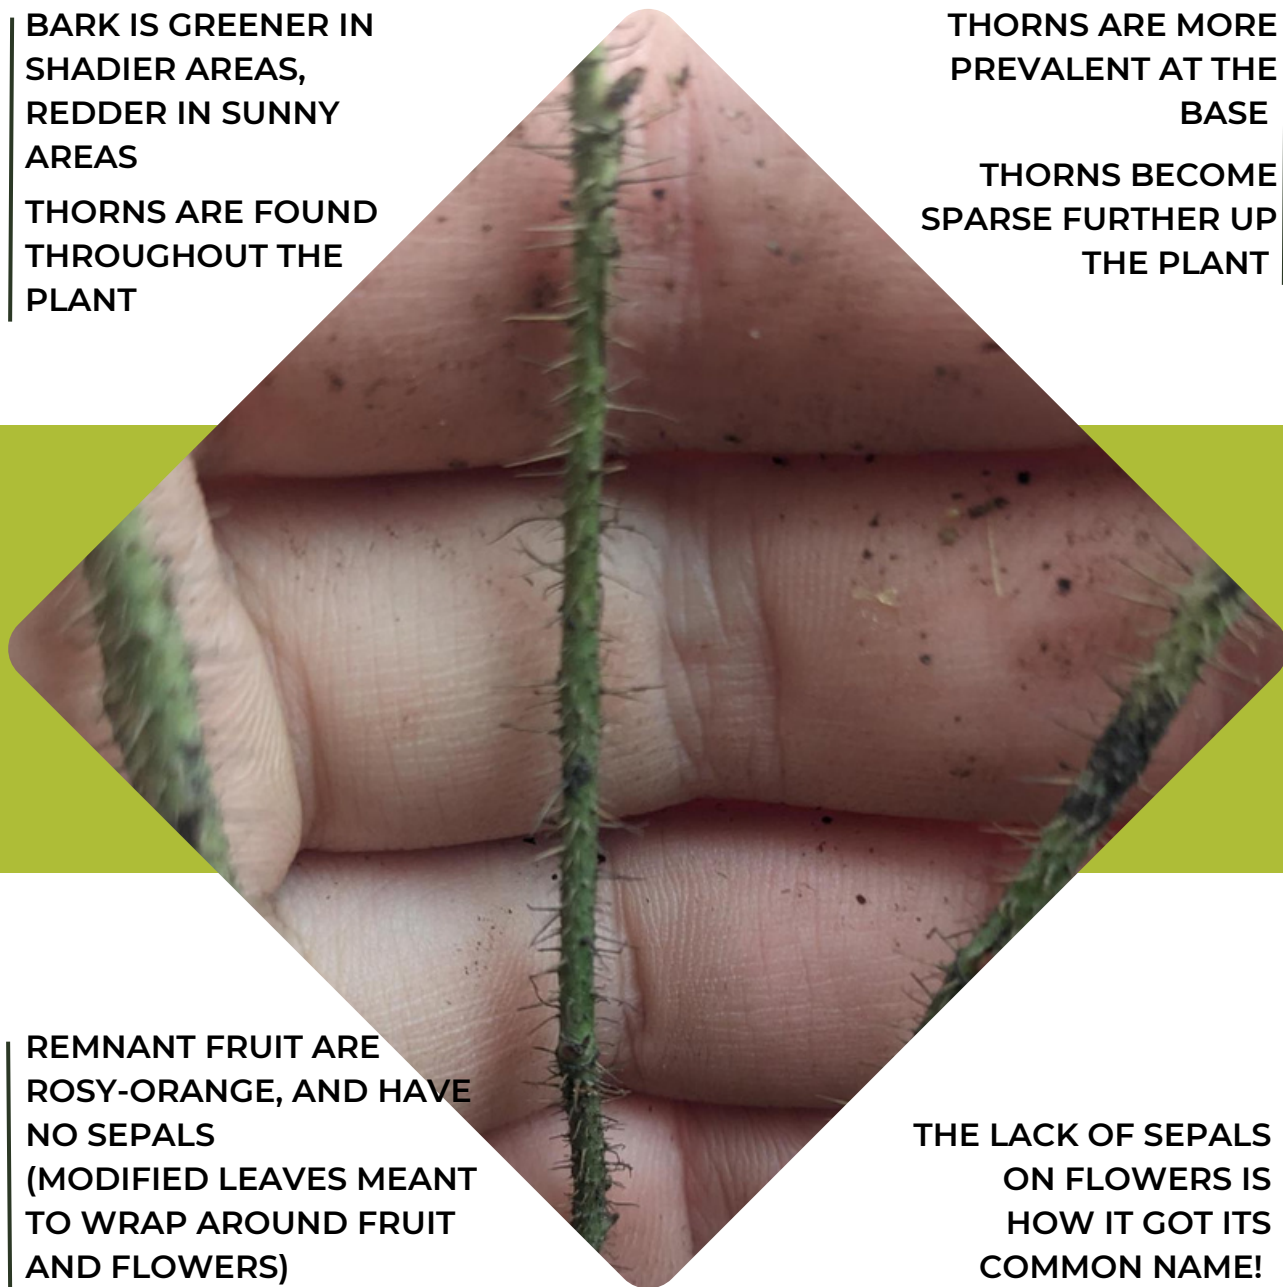 BARK IS GREENER IN
SHADIER AREAS,
REDDER IN SUNNY
AREAS
THORNS ARE FOUND
THROUGHOUT THE
PLANT
THORNS ARE MORE
PREVALENT AT THE
BASE
THORNS BECOME
SPARSE FURTHER UP
THE PLANT
REMNANT FRUIT ARE
ROSY-ORANGE, AND HAVE
NO SEPALS
(MODIFIED LEAVES MEANT
TO WRAP AROUND FRUIT
AND FLOWERS)
THE LACK OF SEPALS
ON FLOWERS IS
HOW IT GOT ITS
COMMON NAME!